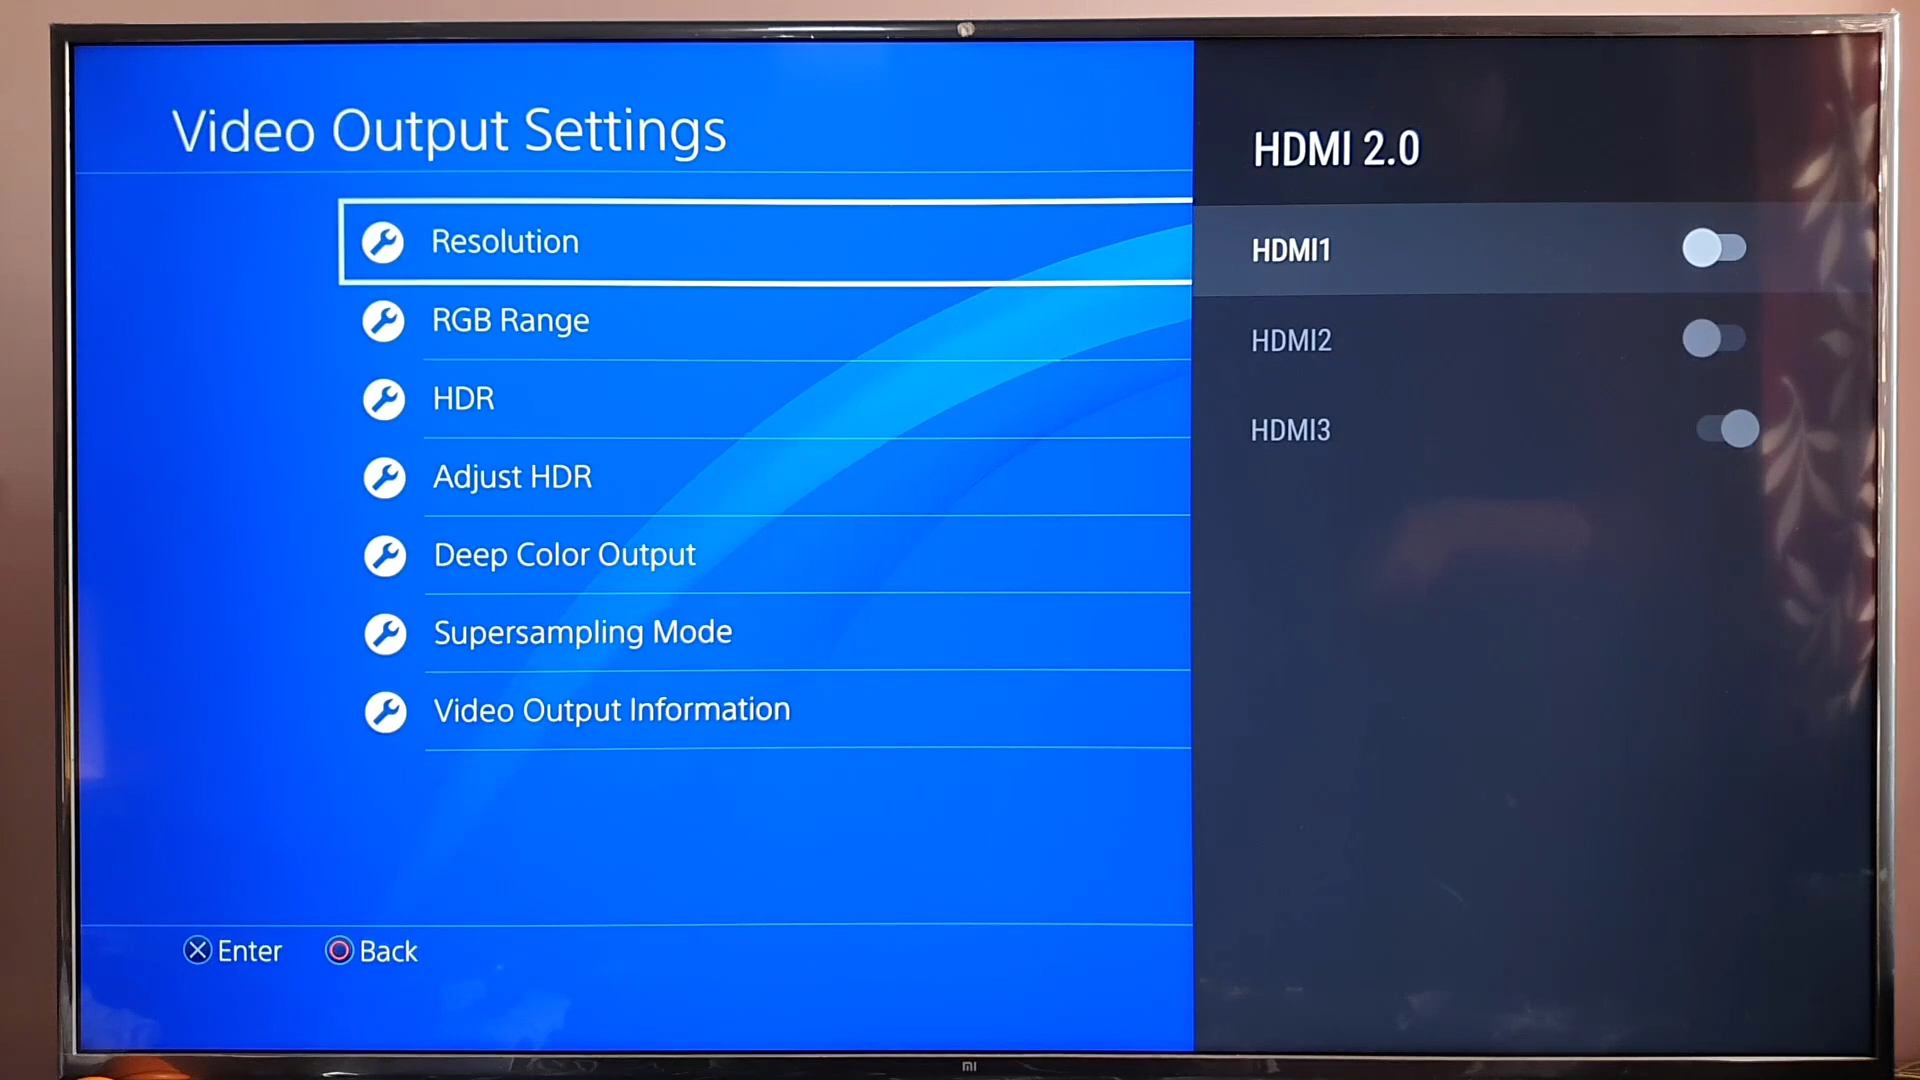 Video Output Settings
Resolution
RGB Range
HDR
Adjust HDR
Deep Color Output
Supersampling Mode
Video Output Information
Enter
Back
HDMI 2.0
HDMI1
HDMI2
HDMI3
mi